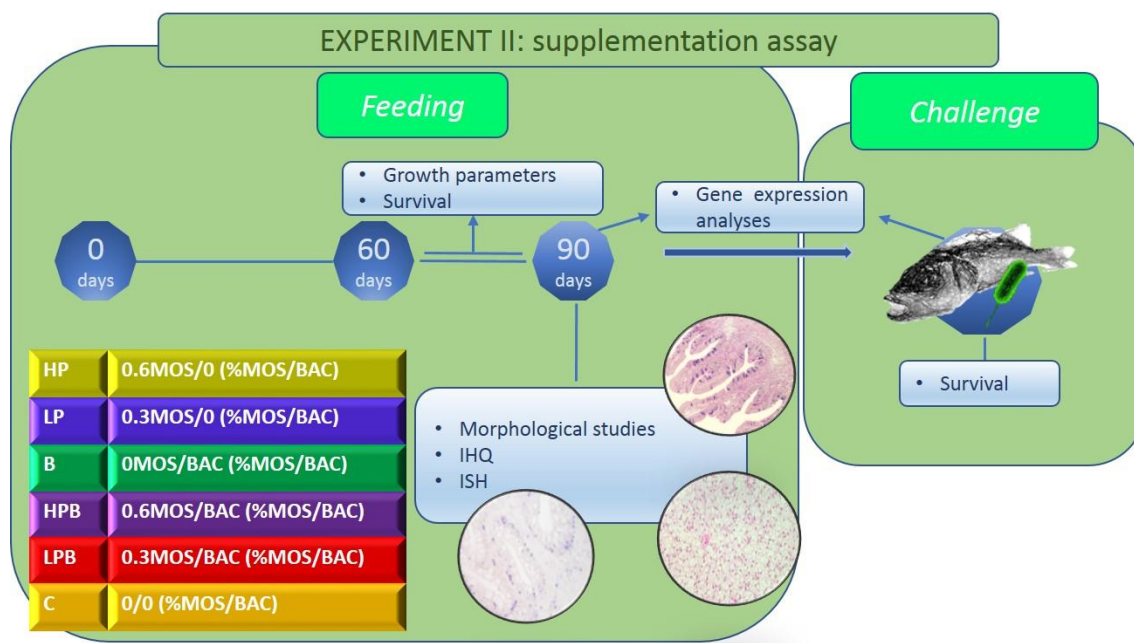 EXPERIMENT II: supplementation assay
Feeding
Challenge
• Growth parameters
• Survival
• Gene expression
analyses
0
days
60
days
90
days
HP 0.6MOS/0 (%MOS/BAC)
LP 0.3MOS/0 (%MOS/BAC)
B 0MOS/BAC (%MOS/BAC)
HPB 0.6MOS/BAC (%MOS/BAC)
LPB 0.3MOS/BAC (%MOS/BAC)
C 0/0 (%MOS/BAC)
• Morphological studies
• IHQ
• ISH
• Survival